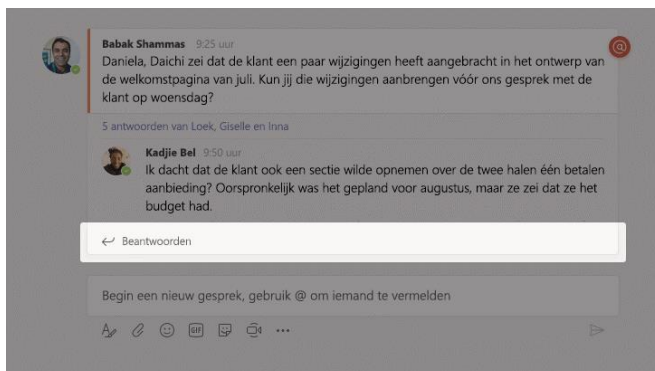 Babak Shammas 9:25 uur
Daniela, Daichi zei dat de klant een paar wijzigingen heeft aangebracht in het ontwerp van
de welkomstpagina van juli. Kun jij die wijzigingen aanbrengen vóór ons gesprek met de
klant op woensdag?
5 antwoorden van Loek, Giselle en Inna
Kadjie Bel 9:50 uur
Ik dacht dat de klant ook een sectie wilde opnemen over de twee halen één betalen
aanbieding? Oorspronkelijk was het gepland voor augustus, maar ze zei dat ze het
budget had.
Beantwoorden
Begin een nieuw gesprek, gebruik @ om iemand te vermelden
GIF